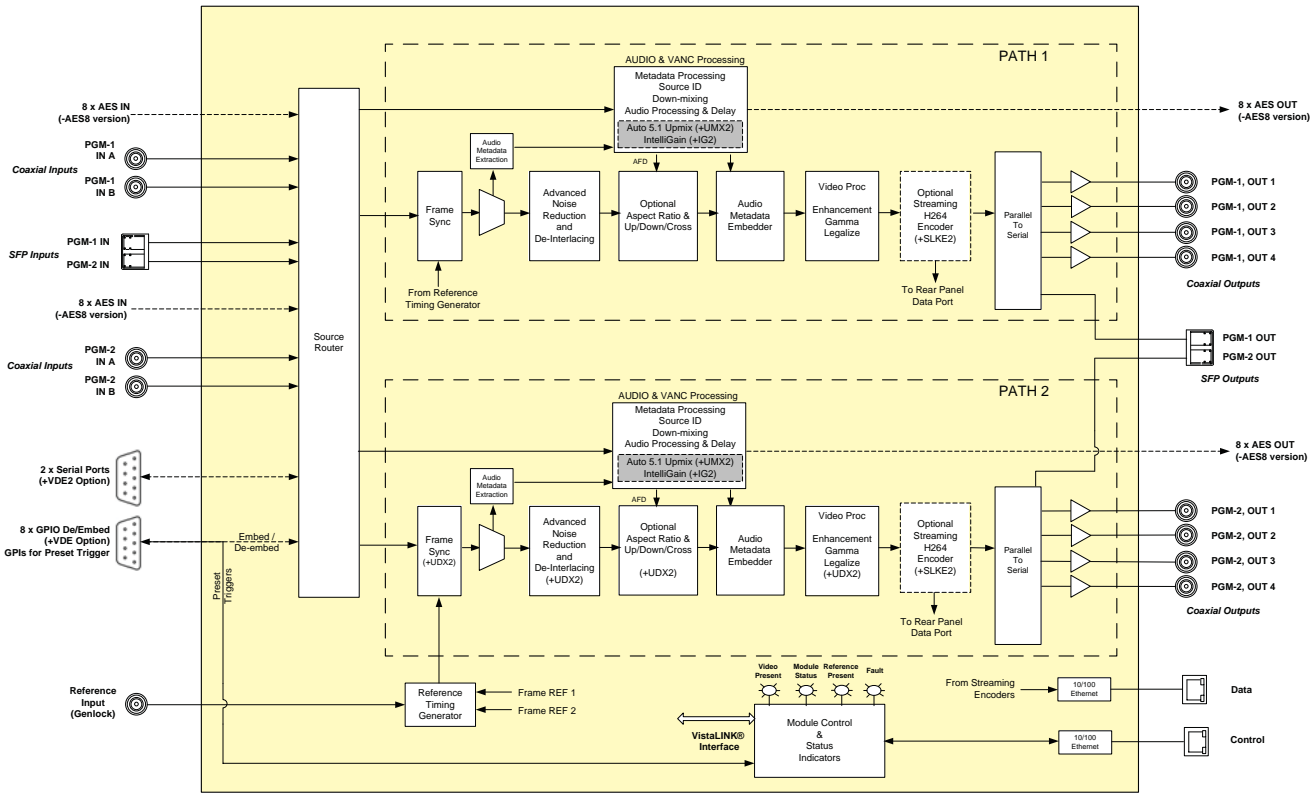 PATH 1
AUDIO & VANC Processing
Metadata Processing
Source ID
Down-mixing
Audio Processing & Delay
Auto 5.1 Upmix (+UMX2)
IntelliGain (+IG2)
8 x AES IN
(-AES8 version)
8 x AES OUT
(-AES8 version)
Coaxial Inputs
PGM-1
IN A
PGM-1
IN B
SFP Inputs
PGM-1 IN
PGM-2 IN
8 x AES IN
(-AES8 version)
Coaxial Inputs
PGM-2
IN A
PGM-2
IN B
2 x Serial Ports
(+VDE2 Option)
8 x GPIO De/Embed
(+VDE Option)
GPIs for Preset Trigger
Embed /
De-embed
Preset
Triggers
Source
Router
Audio
Metadata
Extraction
AFD
Frame
Sync
Advanced
Noise
Reduction
and
De-Interlacing
Optional
Aspect Ratio &
Up/Down/Cross
Audio
Metadata
Embedder
Video Proc
Enhancement
Gamma
Legalize
Optional
Streaming
H264
Encoder
(+SLKE2)
Parallel
To
Serial
PGM-1, OUT 1
PGM-1, OUT 2
PGM-1, OUT 3
PGM-1, OUT 4
Coaxial Outputs
From Reference
Timing Generator
To Rear Panel
Data Port
PGM-1 OUT
PGM-2 OUT
SFP Outputs
PATH 2
AUDIO & VANC Processing
Metadata Processing
Source ID
Down-mixing
Audio Processing & Delay
Auto 5.1 Upmix (+UMX2)
IntelliGain (+IG2)
8 x AES OUT
(-AES8 version)
Audio
Metadata
Extraction
AFD
Frame
Sync
(+UDX2)
Advanced
Noise
Reduction
and
De-Interlacing
(+UDX2)
Optional
Aspect Ratio &
Up/Down/Cross
(+UDX2)
Audio
Metadata
Embedder
Video Proc
Enhancement
Gamma
Legalize
(+UDX2)
Optional
Streaming
H264
Encoder
(+SLKE2)
Parallel
To
Serial
PGM-2, OUT 1
PGM-2, OUT 2
PGM-2, OUT 3
PGM-2, OUT 4
Coaxial Outputs
To Rear Panel
Data Port
Reference
Input
(Genlock)
Reference
Timing
Generator
Frame REF 1
Frame REF 2
Video
Present
Module
Status
Reference
Present
Fault
VistaLINK®
Interface
Module Control
&
Status
Indicators
From Streaming
Encoders
10/100
Ethernet
Data
10/100
Ethernet
Control